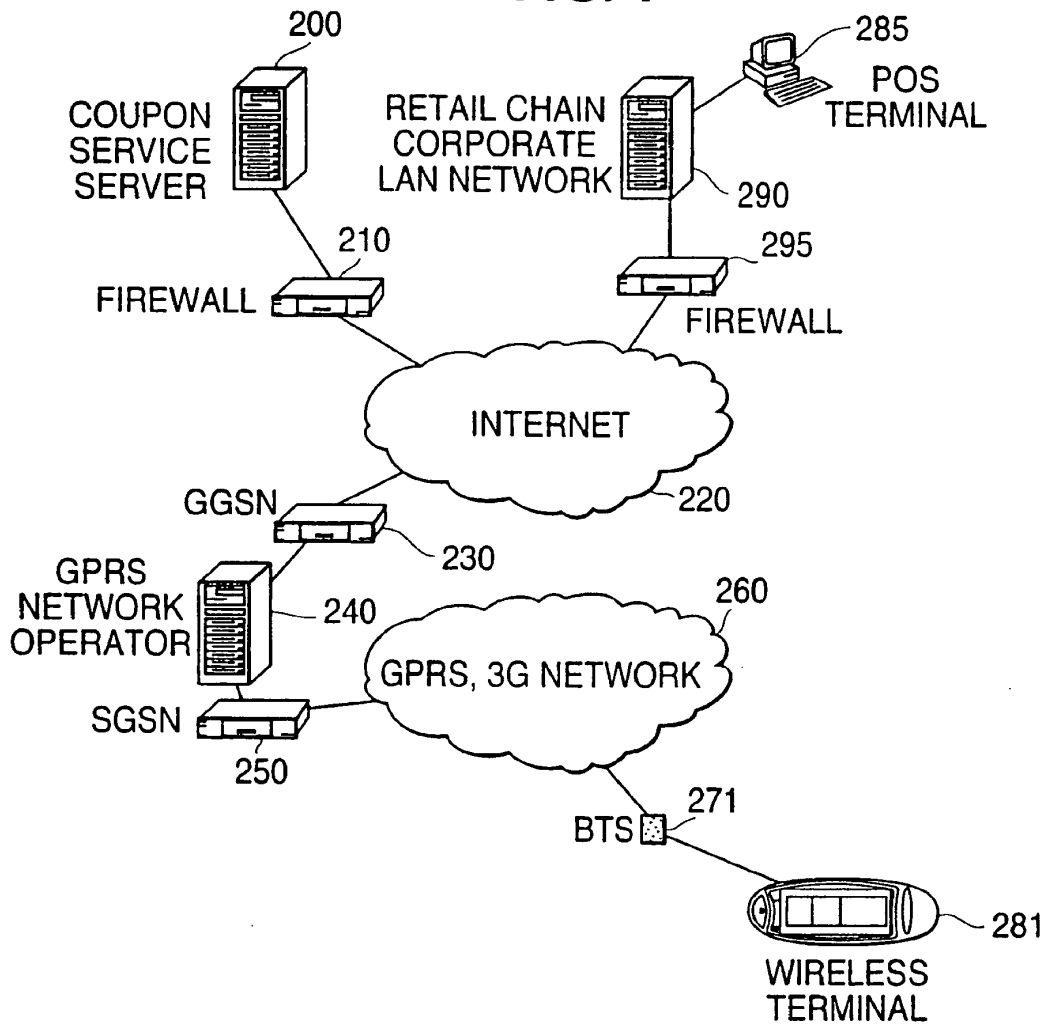 200
COUPON
SERVICE
SERVER
285
POS
TERMINAL
RETAIL CHAIN
CORPORATE
LAN NETWORK
290
210
FIREWALL
295
FIREWALL
INTERNET
220
GGSN
230
GPRS
NETWORK
OPERATOR
240
260
GPRS, 3G NETWORK
SGSN
250
BTS
271
281
WIRELESS
TERMINAL